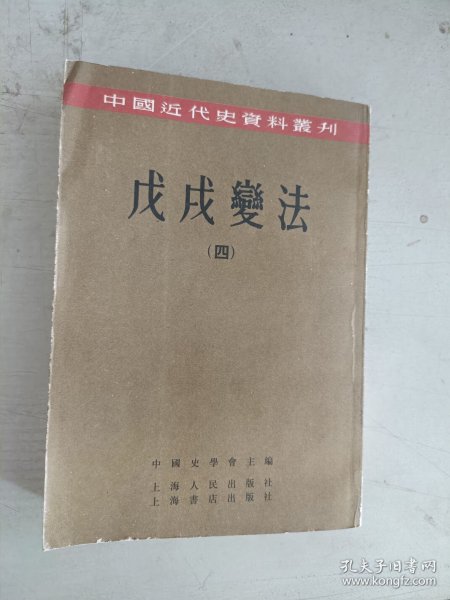 中國近代史資料叢刊
戊戌變法
(四)
中國史學會主編
上海人民出版社
上海書店出版社
孔夫子旧书网
www.kongfz.com